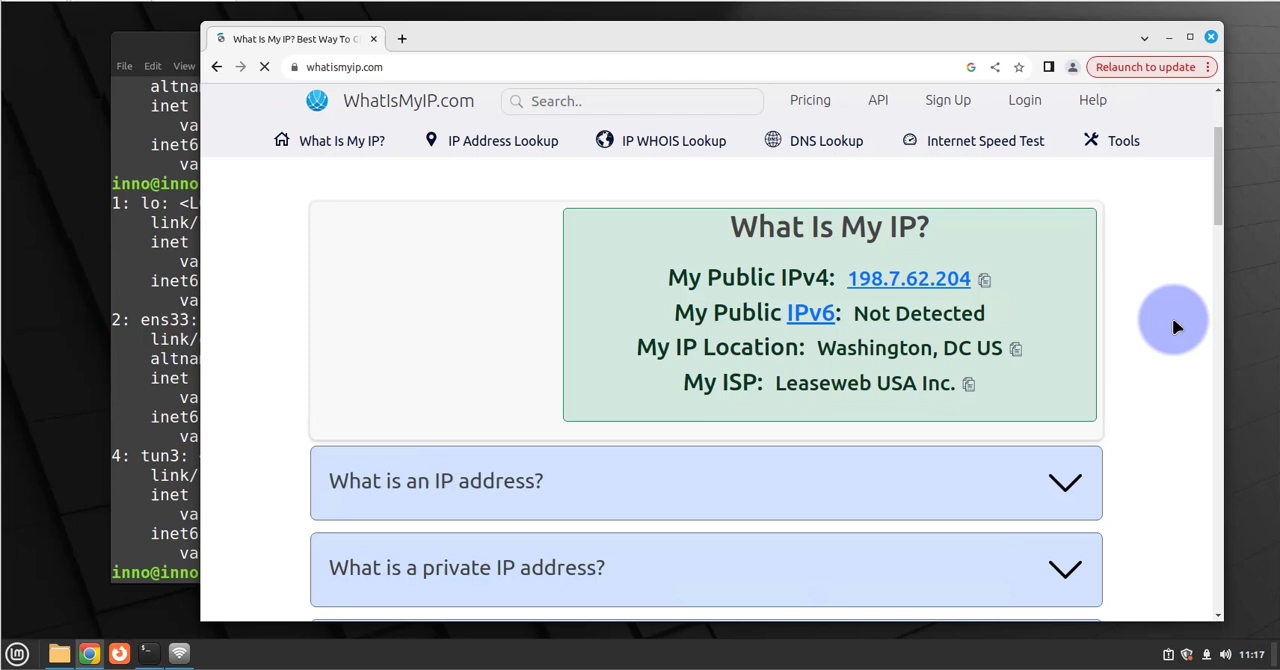 What Is My IP? Best Way To C
whatismyip.com
Relaunch to update
File Edit View
WhatIsMyIP.com
Search..
Pricing
API
Sign Up
Login
Help
What Is My IP?
IP Address Lookup
IP WHOIS Lookup
DNS Lookup
Internet Speed Test
Tools
altnam
inet
va
inet6
va
inno@inno
1: lo: <L
link/
inet
va
inet6
va
2: ens33:
link/
altnam
inet
va
inet6
va
4: tun3:
link/
inet
va
inet6
va
inno@inno
What Is My IP?
My Public IPv4: 198.7.62.204
My Public IPv6: Not Detected
My IP Location: Washington, DC US
My ISP: Leaseweb USA Inc.
What is an IP address?
What is a private IP address?
11:17